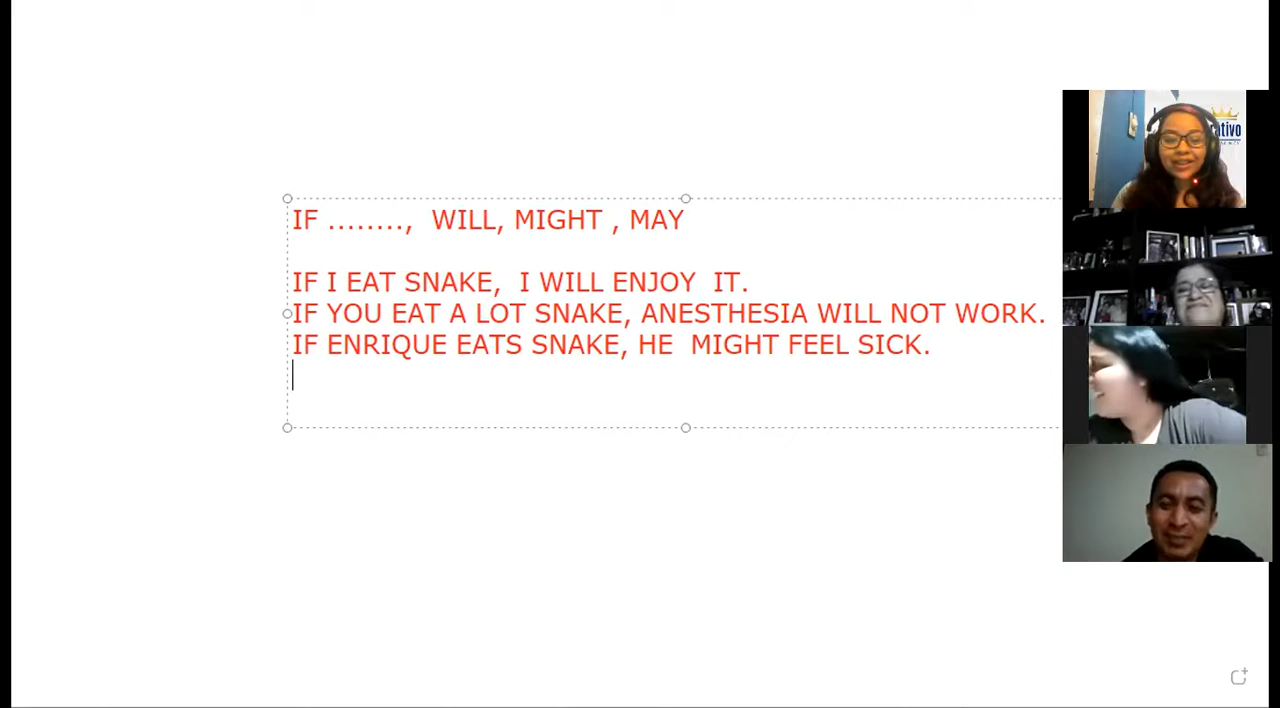 IF ........, WILL, MIGHT , MAY
IF I EAT SNAKE, I WILL ENJOY IT.
IF YOU EAT A LOT SNAKE, ANESTHESIA WILL NOT WORK.
IF ENRIQUE EATS SNAKE, HE MIGHT FEEL SICK.